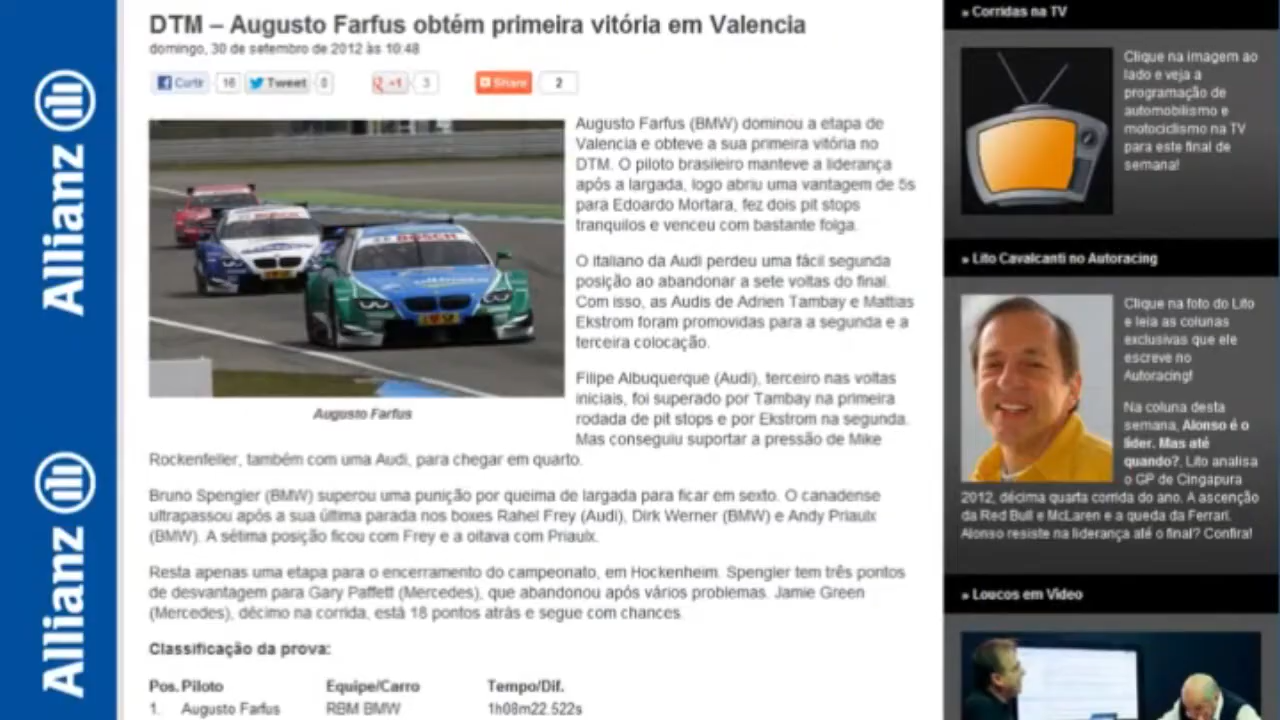 DTM – Augusto Farfus obtém primeira vitória em Valencia
domingo, 30 de setembro de 2012 às 10:48
Curtir 16 Tweet 8 +1 3 Share 2
Augusto Farfus (BMW) dominou a etapa de
Valencia e obteve a sua primeira vitória no
DTM. O piloto brasileiro manteve a liderança
após a largada, logo abriu uma vantagem de 5s
para Edoardo Mortara, fez dois pit stops
tranquilos e venceu com bastante folga.
O italiano da Audi perdeu uma fácil segunda
posição ao abandonar a sete voltas do final.
Com isso, as Audis de Adrien Tambay e Mattias
Ekstrom foram promovidas para a segunda e a
terceira colocação.
Filipe Albuquerque (Audi), terceiro nas voltas
iniciais, foi superado por Tambay na primeira
rodada de pit stops e por Ekstrom na segunda.
Mas conseguiu suportar a pressão de Mike
Rockenfeller, também com uma Audi, para chegar em quarto.
Augusto Farfus
Bruno Spengler (BMW) superou uma punição por queima de largada para ficar em sexto. O canadense
ultrapassou após a sua última parada nos boxes Rahel Frey (Audi), Dirk Werner (BMW) e Andy Priaulx
(BMW). A sétima posição ficou com Frey e a oitava com Priaulx.
Resta apenas uma etapa para o encerramento do campeonato, em Hockenheim. Spengler tem três pontos
de desvantagem para Gary Paffett (Mercedes), que abandonou após vários problemas. Jamie Green
(Mercedes), décimo na corrida, está 18 pontos atrás e segue com chances.
Classificação da prova:
Pos. Piloto Equipe/Carro Tempo/Dif.
1. Augusto Farfus RBM BMW 1h08m22.522s
» Corridas na TV
Clique na imagem ao
lado e veja a
programação de
automobilismo e
motociclismo na TV
para este final de
semana!
» Lito Cavalcanti no Autoracing
Clique na foto do Lito
e leia as colunas
exclusivas que ele
escreve no
Autoracing!
Na coluna desta
semana, Alonso é o
líder. Mas até
quando?, Lito analisa
o GP de Cingapura
2012, décima quarta corrida do ano. A ascenção
da Red Bull e McLaren e a queda da Ferrari.
Alonso resiste na liderança até o final? Confira!
» Loucos em Vídeo
Allianz
Allianz
BOSCH